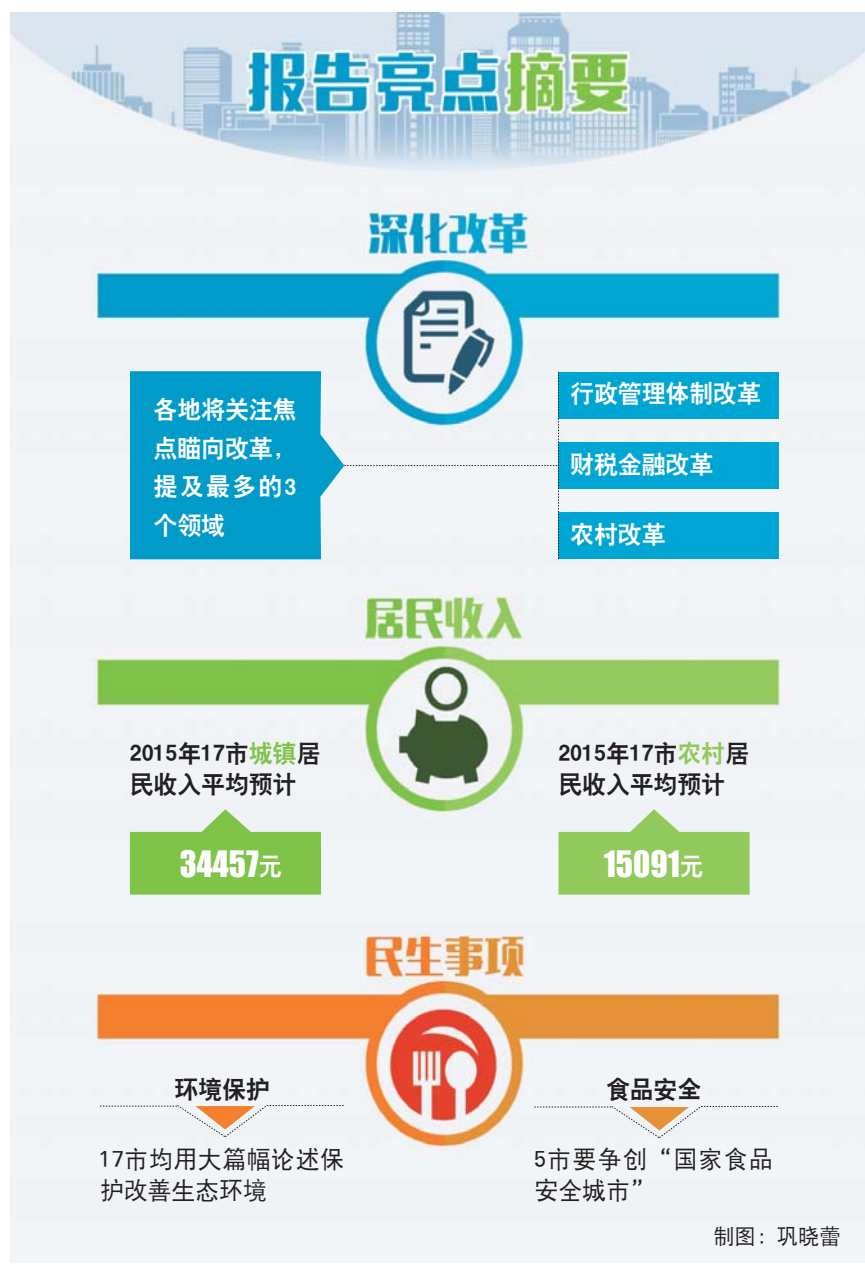 报告亮点摘要
深化改革
各地将关注焦
点瞄向改革，
提及最多的3
个领域
行政管理体制改革
财税金融改革
农村改革
居民收入
2015年17市城镇居
民收入平均预计
34457元
2015年17市农村居
民收入平均预计
15091元
民生事项
环境保护
17市均用大篇幅论述保
护改善生态环境
食品安全
5市要争创“国家食品
安全城市”
制图：巩晓蕾